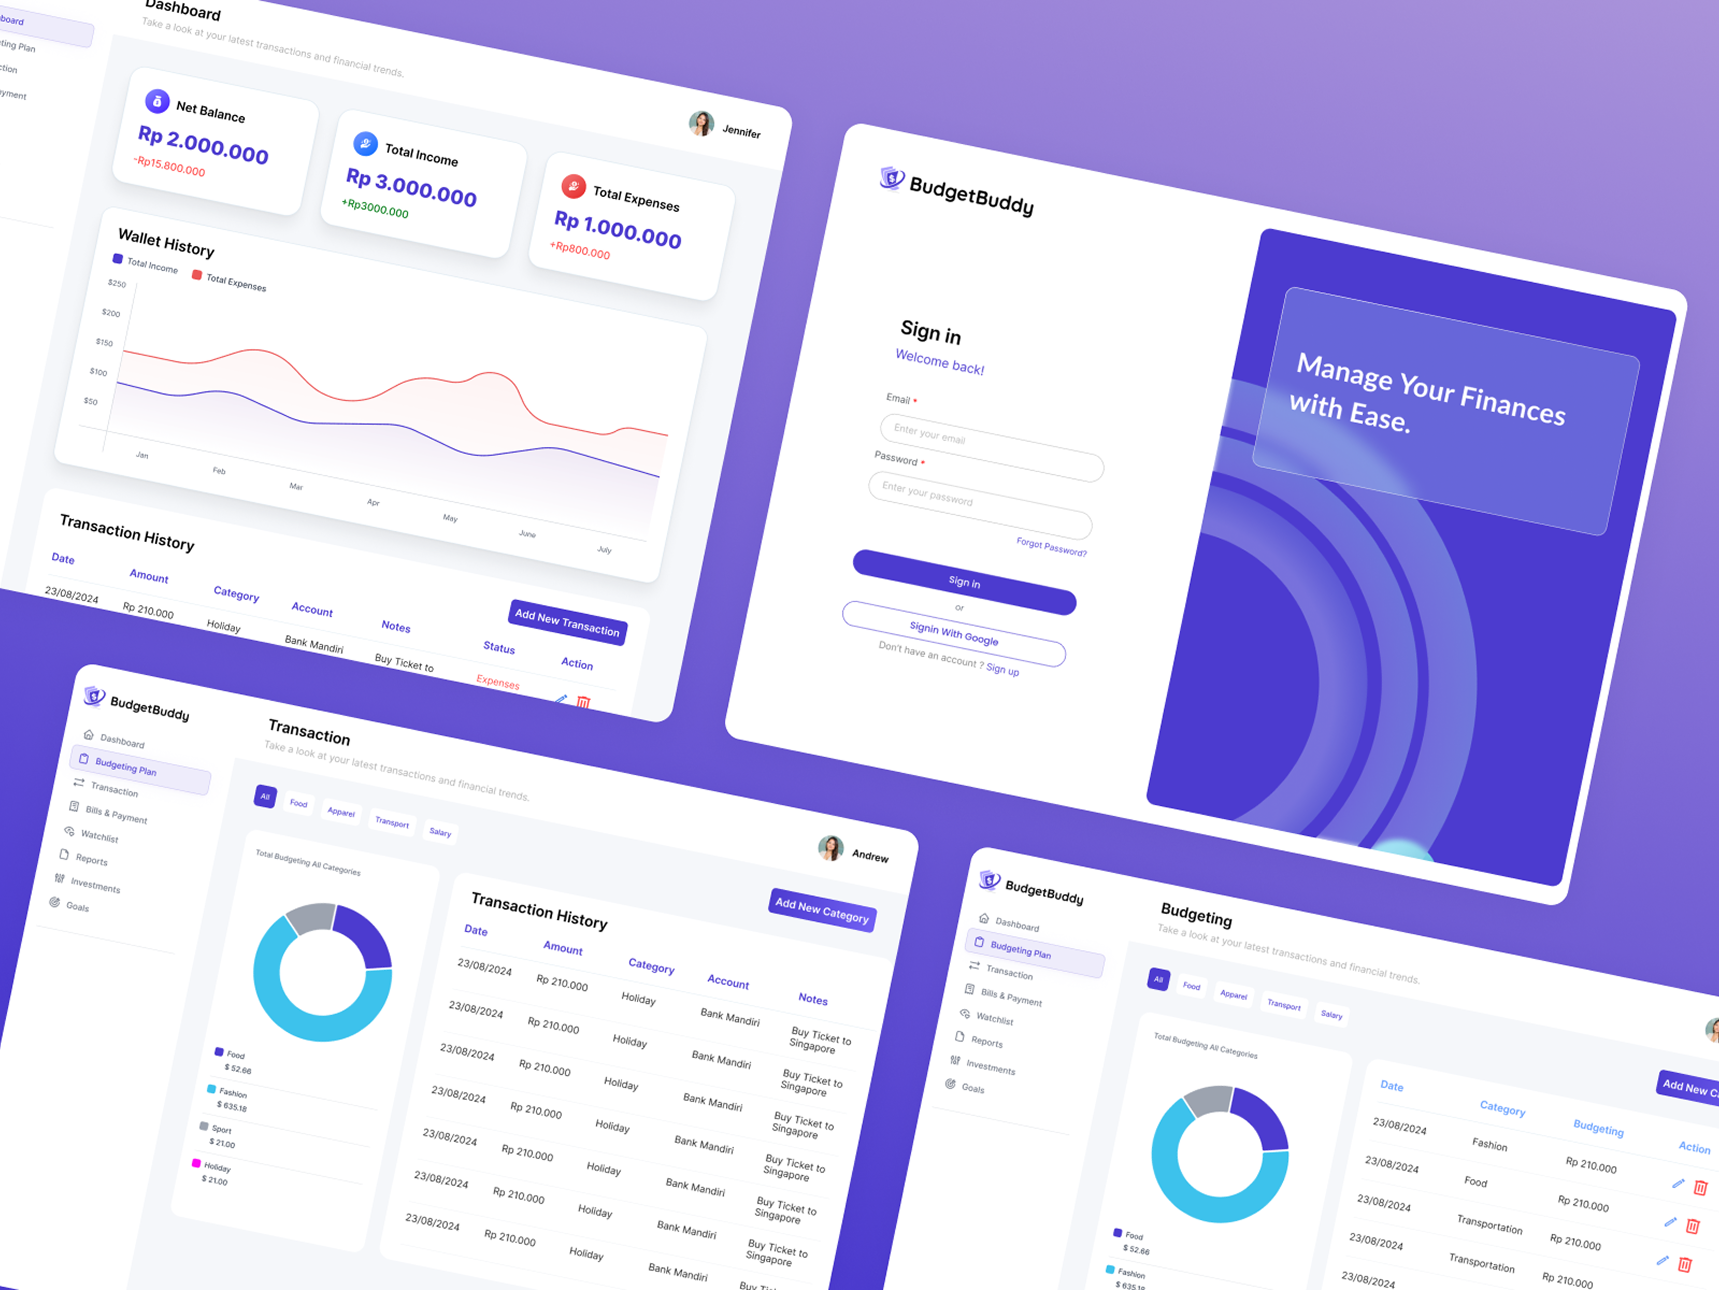 Dashboard
Take a look at your latest transactions and financial trends.
Jennifer
Net Balance
Rp 2.000.000
-Rp15.800.000
Total Income
Rp 3.000.000
+Rp3000.000
Total Expenses
Rp 1.000.000
+Rp800.000
Wallet History
Total Income
Total Expenses
$250
$200
$150
$100
$50
Jan
Feb
Mar
Apr
May
June
July
Transaction History
Add New Transaction
Date
Amount
Category
Account
Notes
Status
Action
23/08/2024
Rp 210.000
Holiday
Bank Mandiri
Buy Ticket to
Expenses
BudgetBuddy
Sign in
Welcome back!
Email *
Enter your email
Password *
Enter your password
Forgot Password?
Sign in
or
Signin With Google
Don't have an account ? Sign up
Manage Your Finances
with Ease.
BudgetBuddy
Dashboard
Budgeting Plan
Transaction
Bills & Payment
Watchlist
Reports
Investments
Goals
Transaction
Take a look at your latest transactions and financial trends.
Andrew
All
Food
Apparel
Transport
Salary
Total Budgeting All Categories
Food
$ 52.66
Fashion
$ 635.18
Sport
$ 21.00
Holiday
$ 21.00
Transaction History
Add New Category
Date
Amount
Category
Account
Notes
23/08/2024
Rp 210.000
Holiday
Bank Mandiri
Buy Ticket to
Singapore
23/08/2024
Rp 210.000
Holiday
Bank Mandiri
Buy Ticket to
Singapore
23/08/2024
Rp 210.000
Holiday
Bank Mandiri
Buy Ticket to
Singapore
23/08/2024
Rp 210.000
Holiday
Bank Mandiri
Buy Ticket to
Singapore
23/08/2024
Rp 210.000
Holiday
Bank Mandiri
Buy Ticket to
Singapore
23/08/2024
Rp 210.000
Holiday
Bank Mandiri
Buy Ticket to
Singapore
23/08/2024
Rp 210.000
Holiday
Bank Mandiri
Buy
BudgetBuddy
Dashboard
Budgeting Plan
Transaction
Bills & Payment
Watchlist
Reports
Investments
Goals
Budgeting
Take a look at your latest transactions and financial trends.
All
Food
Apparel
Transport
Salary
Total Budgeting All Categories
Food
$ 52.66
Fashion
$ 635.18
Add New
Date
Category
Budgeting
Action
23/08/2024
Fashion
Rp 210.000
23/08/2024
Food
Rp 210.000
23/08/2024
Transportation
Rp 210.000
23/08/2024
Transportation
Rp 210.000
23/08/2024